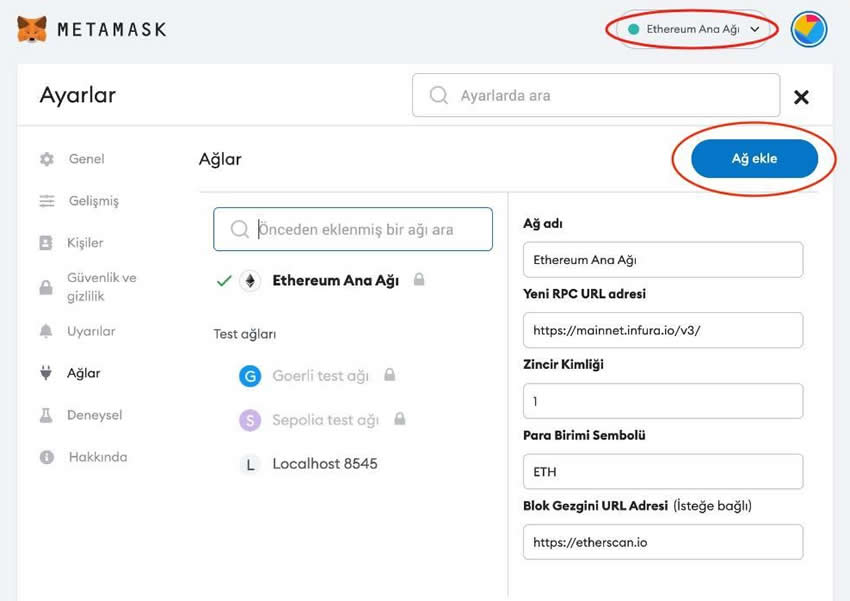 METAMASK
Ethereum Ana Ağı
Ayarlar
Ayarlarda ara
Genel
Gelişmiş
Kişiler
Güvenlik ve
gizlilik
Uyarılar
Ağlar
Deneysel
Hakkında
Ağlar
Ağ ekle
Önceden eklenmiş bir ağı ara
Ethereum Ana Ağı
Test ağları
G Goerli test ağı
S Sepolia test ağı
L Localhost 8545
Ağ adı
Ethereum Ana Ağı
Yeni RPC URL adresi
https://mainnet.infura.io/v3/
Zincir Kimliği
1
Para Birimi Sembolü
ETH
Blok Gezgini URL Adresi (İsteğe bağlı)
https://etherscan.io